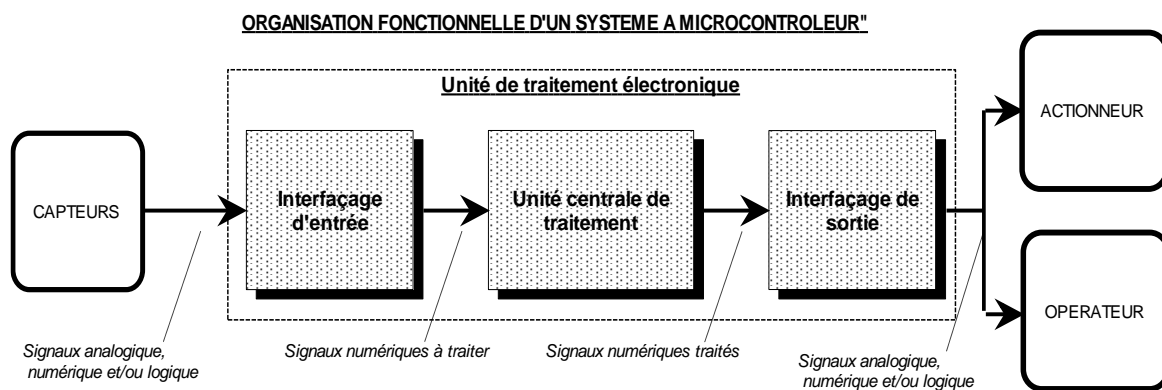 ORGANISATION FONCTIONNELLE D'UN SYSTEME A MICROCONTROLEUR"
Unité de traitement électronique
CAPTEURS
Interfaçage
d'entrée
Unité centrale de
traitement
Interfaçage de
sortie
ACTIONNEUR
OPERATEUR
Signaux analogique,
numérique et/ou logique
Signaux numériques à traiter
Signaux numériques traités
Signaux analogique,
numérique et/ou logique